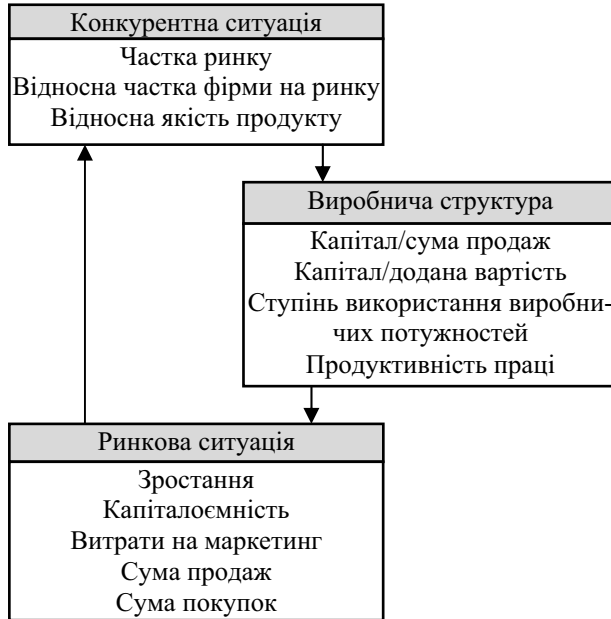 Конкурентна ситуація
Частка ринку
Відносна частка фірми на ринку
Відносна якість продукту
Виробнича структура
Капітал/сума продаж
Капітал/додана вартість
Ступінь використання виробни-
чих потужностей
Продуктивність праці
Ринкова ситуація
Зростання
Капіталоємність
Витрати на маркетинг
Сума продаж
Сума покупок